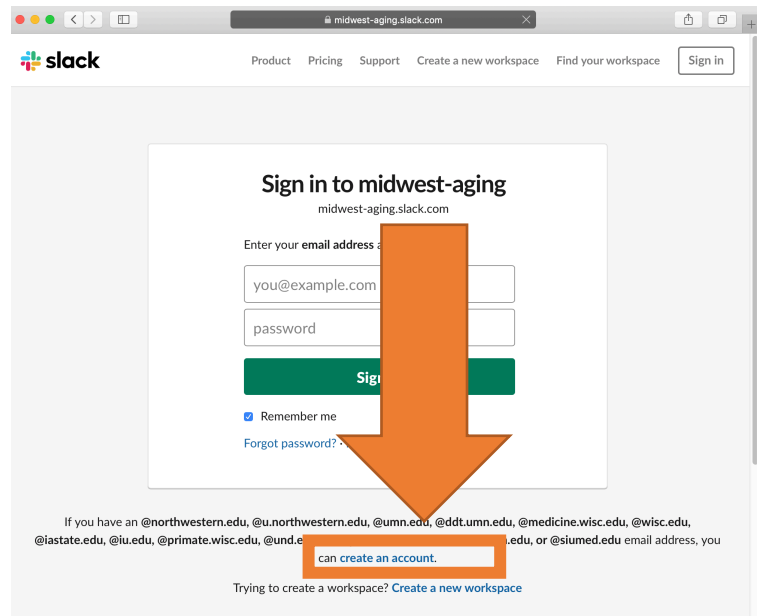 midwest-aging.slack.com
slack
Product Pricing Support Create a new workspace Find your workspace Sign in
Sign in to midwest-aging
midwest-aging.slack.com
Enter your email address
you@example.com
password
Remember me
Forgot password? ·
If you have an @northwestern.edu, @u.northwestern.edu, @umn.edu, @ddt.umn.edu, @medicine.wisc.edu, @wisc.edu,
@iastate.edu, @iu.edu, @primate.wisc.edu, or @siumed.edu email address, you
can create an account.
Trying to create a workspace? Create a new workspace